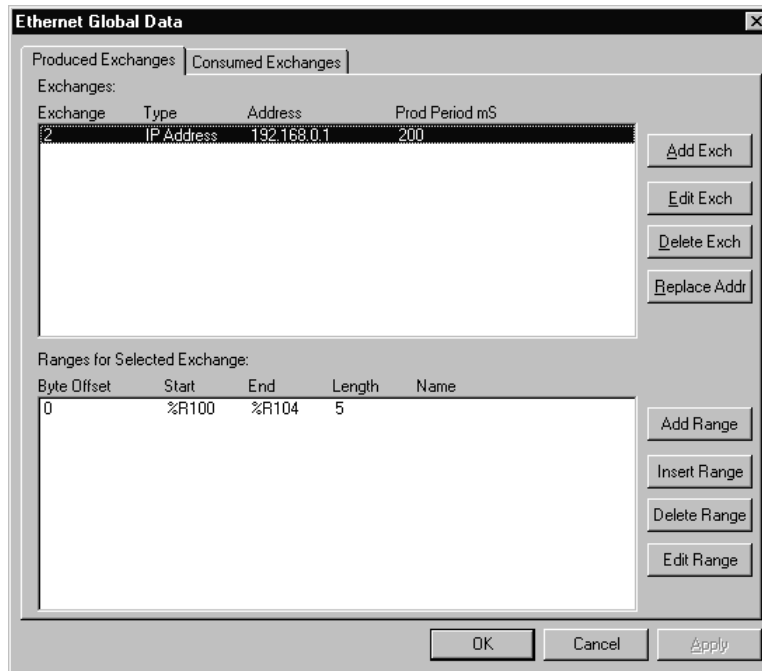 Ethernet Global Data
Produced Exchanges Consumed Exchanges
Exchanges:
Exchange Type Address Prod Period mS
2 IP Address 192.168.0.1 200
Add Exch
Edit Exch
Delete Exch
Replace Addr
Ranges for Selected Exchange:
Byte Offset Start End Length Name
0 %R100 %R104 5
Add Range
Insert Range
Delete Range
Edit Range
OK Cancel Apply